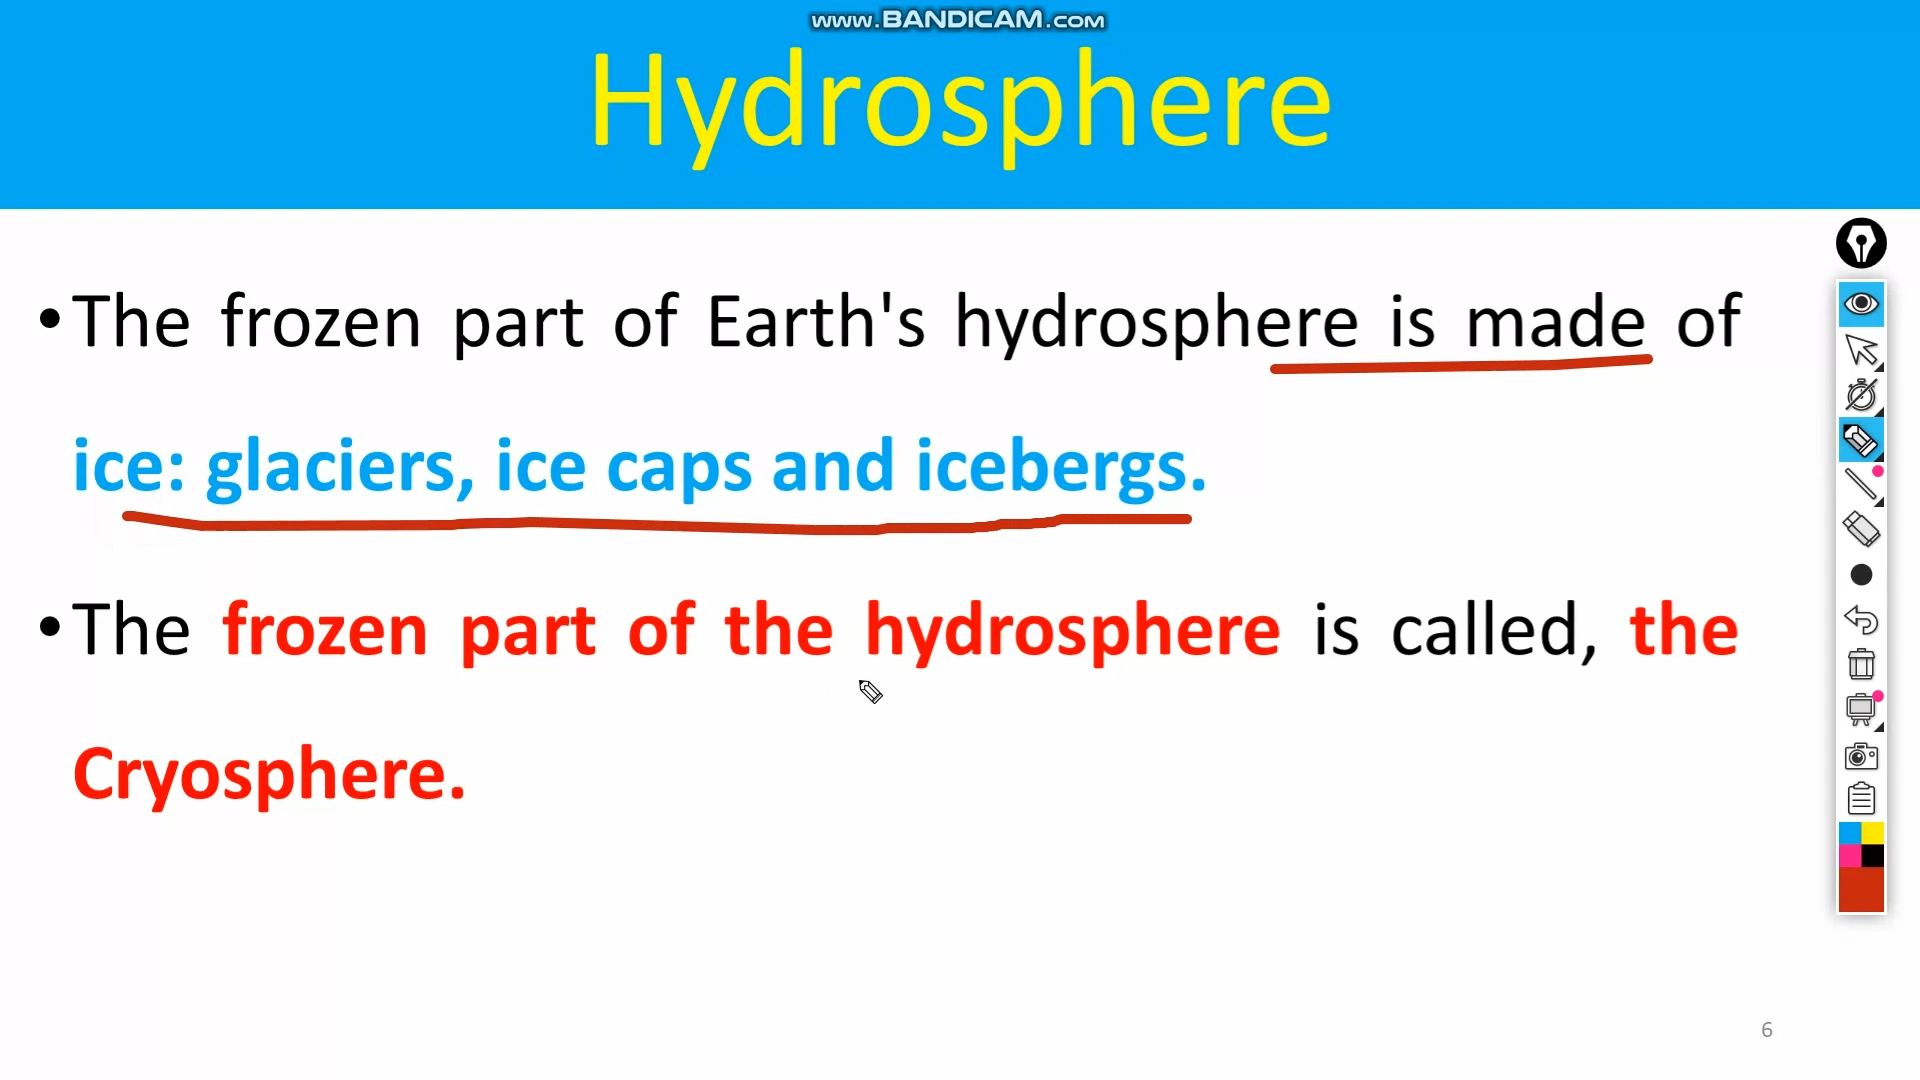 www.BANDICAM.com
Hydrosphere
•The frozen part of Earth's hydrosphere is made of
ice: glaciers, ice caps and icebergs.
•The frozen part of the hydrosphere is called, the
Cryosphere.
6